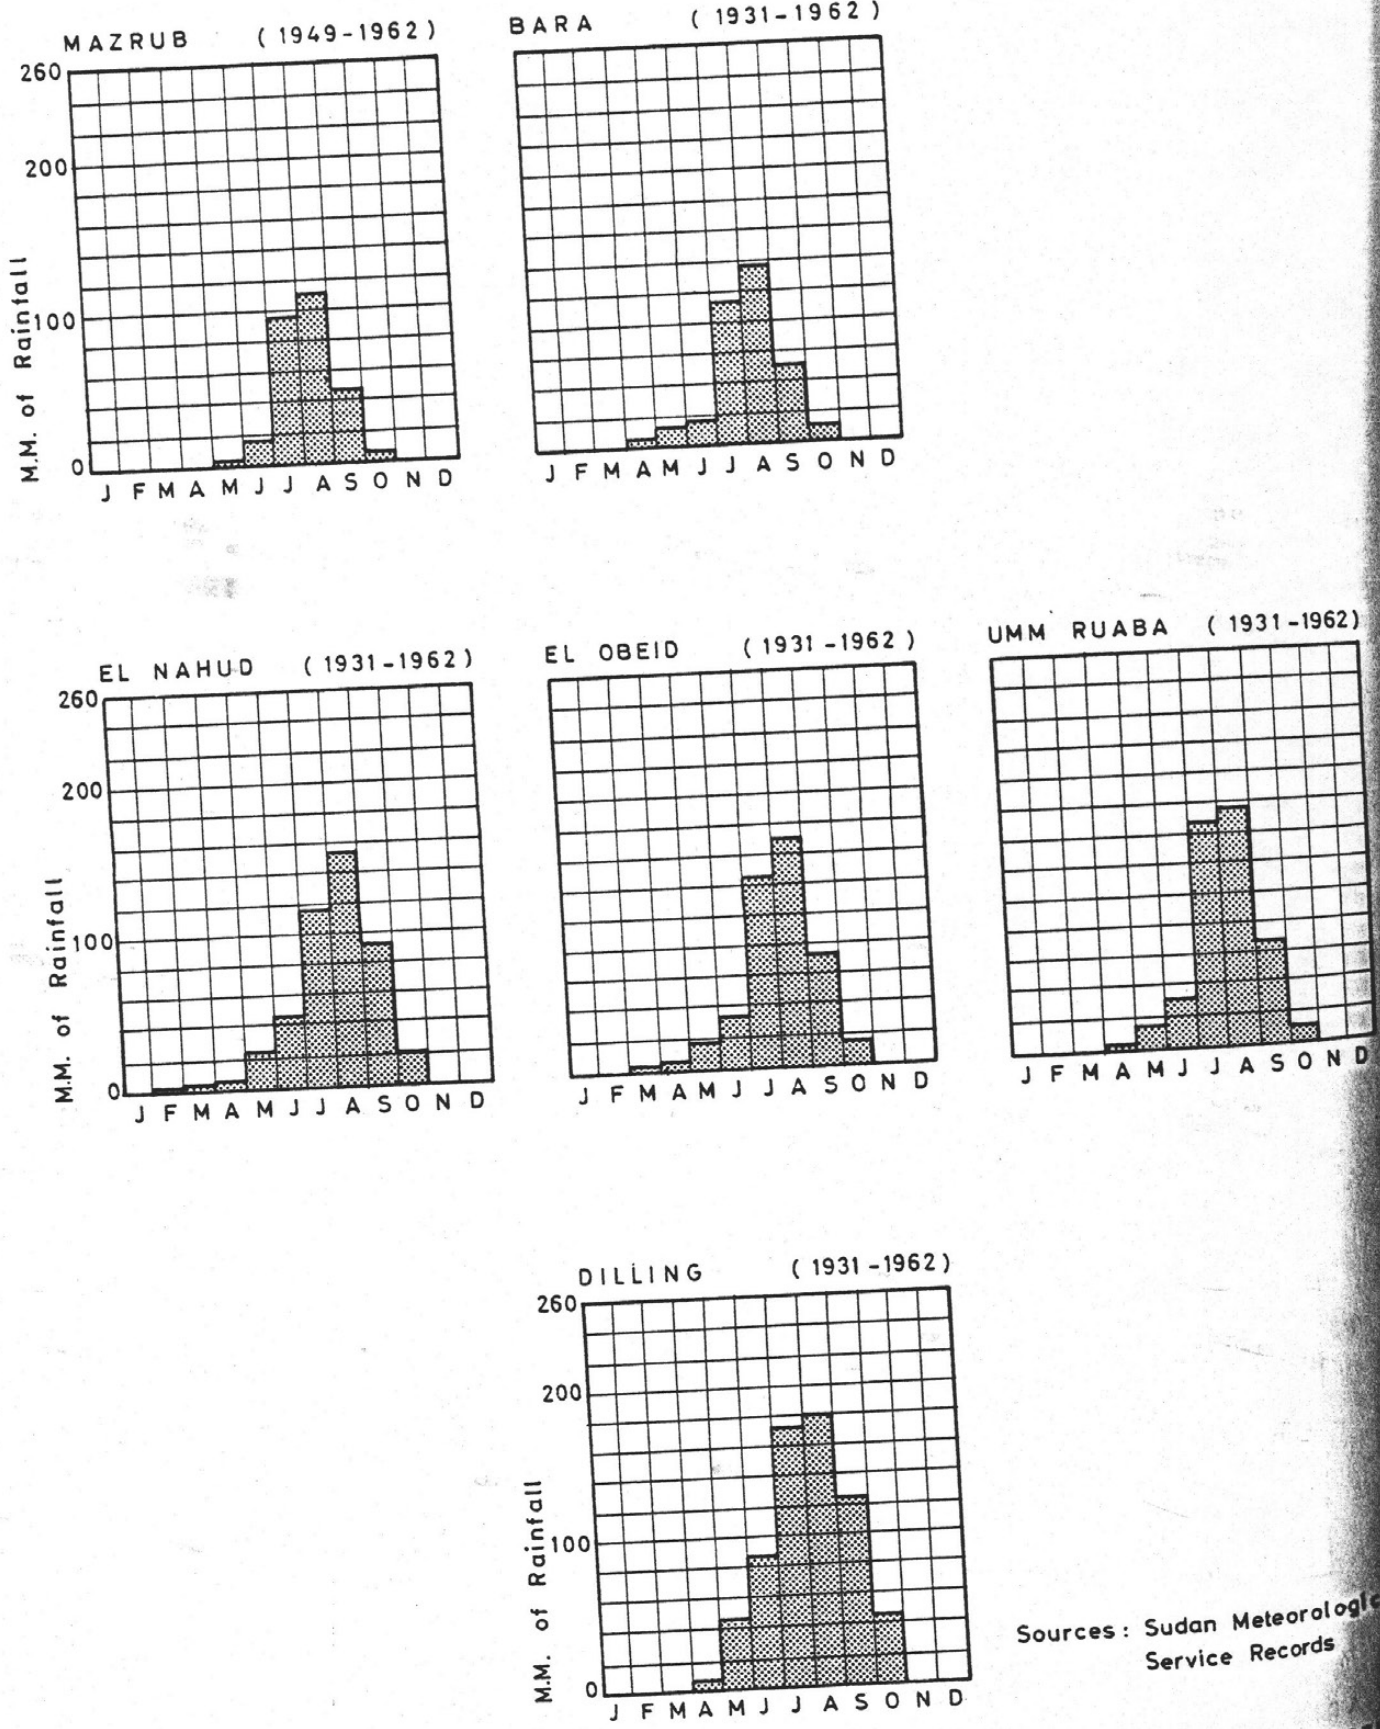 MAZRUB (1949-1962)
BARA (1931-1962)
260
200
100
0
M.M. of Rainfall
J F M A M J J A S O N D
J F M A M J J A S O N D
EL NAHUD (1931-1962)
EL OBEID (1931-1962)
UMM RUABA (1931-1962)
260
200
100
0
M.M. of Rainfall
J F M A M J J A S O N D
J F M A M J J A S O N D
J F M A M J J A S O N D
DILLING (1931-1962)
260
200
100
0
M.M. of Rainfall
J F M A M J J A S O N D
Sources: Sudan Meteorologic
Service Records